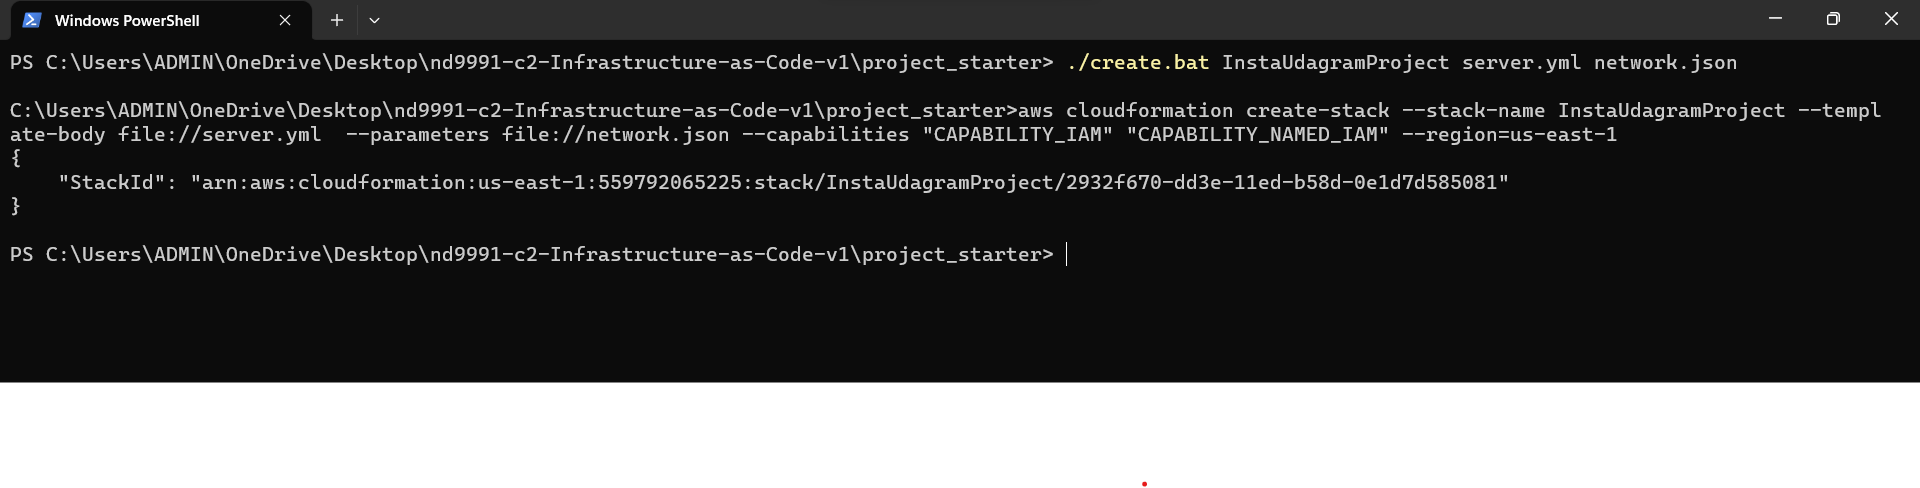 Windows PowerShell
PS C:\Users\ADMIN\OneDrive\Desktop\nd9991-c2-Infrastructure-as-Code-v1\project_starter> ./create.bat InstaUdagramProject server.yml network.json
C:\Users\ADMIN\OneDrive\Desktop\nd9991-c2-Infrastructure-as-Code-v1\project_starter>aws cloudformation create-stack --stack-name InstaUdagramProject --templ
ate-body file://server.yml  --parameters file://network.json --capabilities "CAPABILITY_IAM" "CAPABILITY_NAMED_IAM" --region=us-east-1
{
    "StackId": "arn:aws:cloudformation:us-east-1:559792065225:stack/InstaUdagramProject/2932f670-dd3e-11ed-b58d-0e1d7d585081"
}
PS C:\Users\ADMIN\OneDrive\Desktop\nd9991-c2-Infrastructure-as-Code-v1\project_starter>